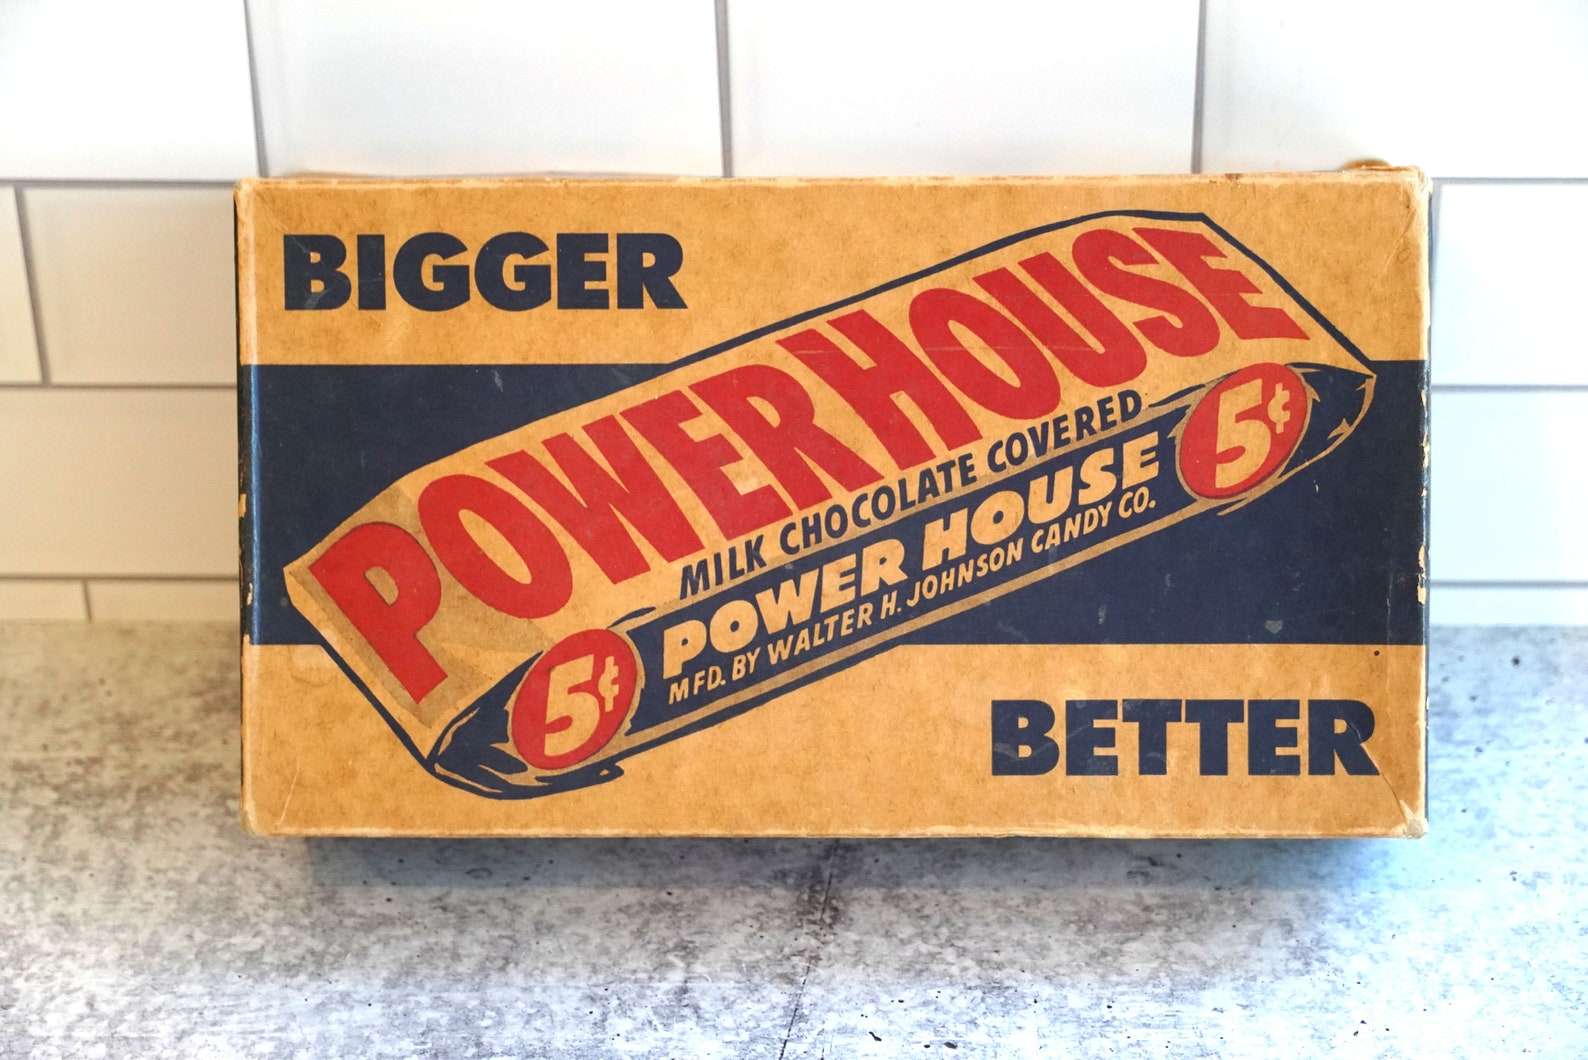 BIGGER
POWERHOUSE
MILK CHOCOLATE COVERED
5¢
POWER HOUSE
5¢
MFD. BY WALTER H. JOHNSON CANDY CO.
BETTER